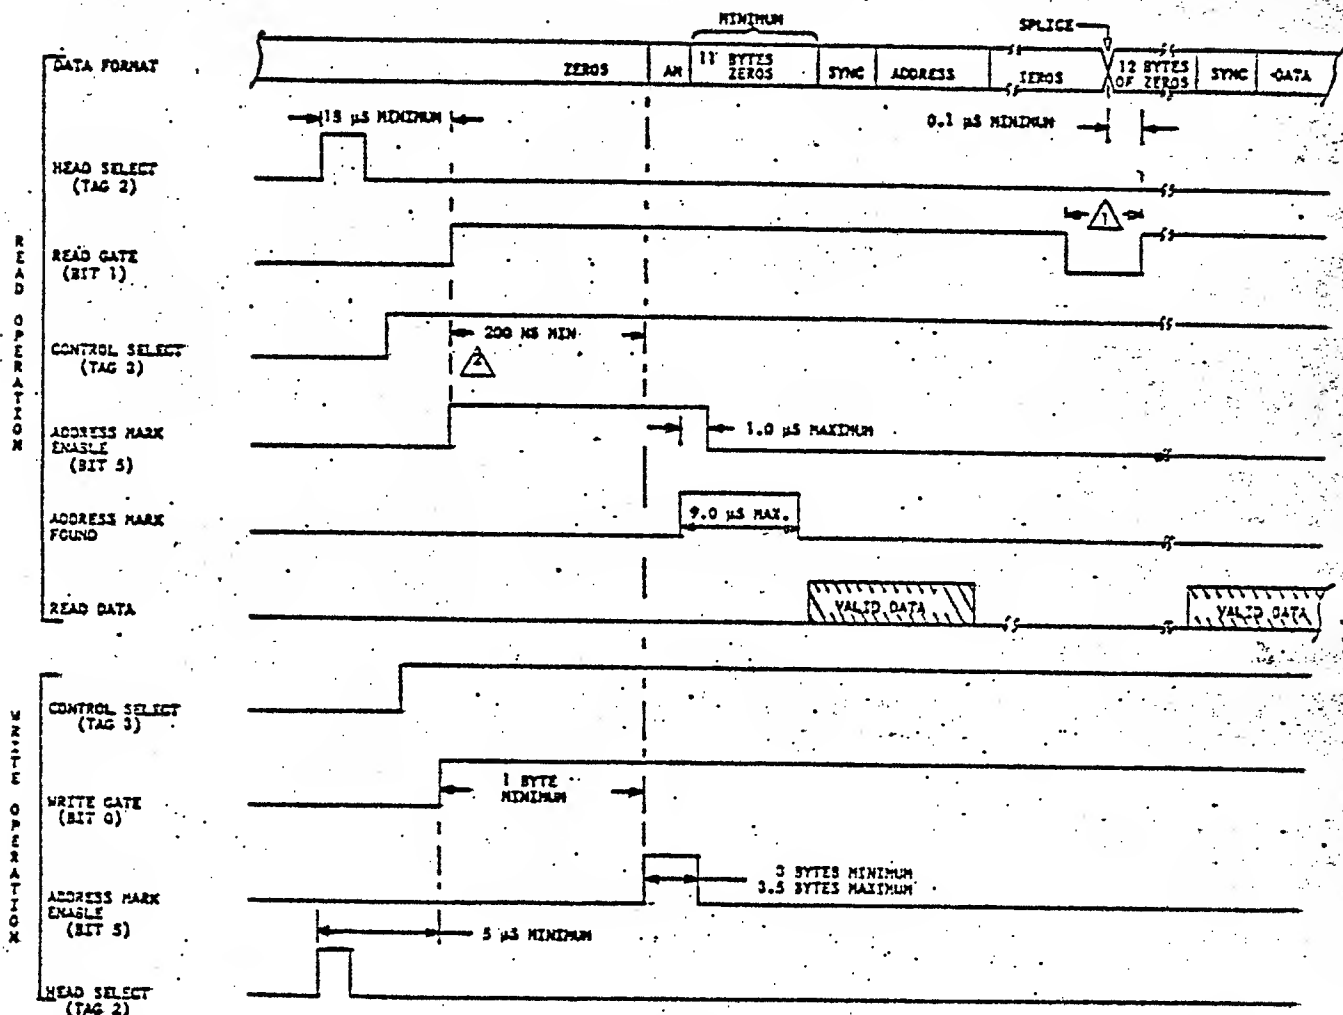 MINIMUM
SPLICE
DATA FORMAT
ZEROS
AM
11 BYTES
ZEROS
SYNC
ADDRESS
ZEROS
12 BYTES
OF ZEROS
SYNC
DATA
15 µS MINIMUM
0.1 µS MINIMUM
HEAD SELECT
(TAG 2)
1
READ GATE
(BIT 1)
200 NS MIN
CONTROL SELECT
(TAG 3)
2
ADDRESS MARK
ENABLE
(BIT 5)
1.0 µS MAXIMUM
ADDRESS MARK
FOUND
9.0 µS MAX.
READ DATA
VALID DATA
VALID DATA
READ OPERATION
CONTROL SELECT
(TAG 3)
WRITE GATE
(BIT 0)
1 BYTE
MINIMUM
ADDRESS MARK
ENABLE
(BIT 5)
3 BYTES MINIMUM
3.5 BYTES MAXIMUM
5 µS MINIMUM
HEAD SELECT
(TAG 2)
WRITE OPERATION